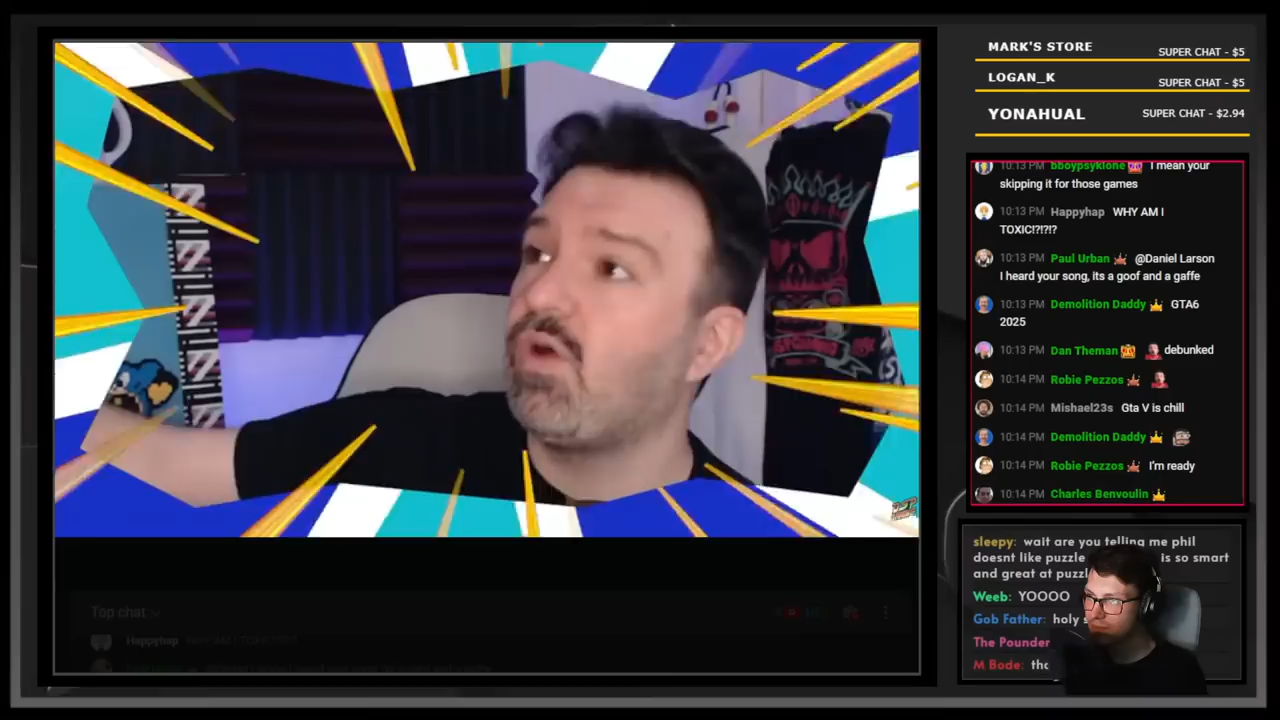 MARK'S STORE SUPER CHAT - $5
LOGAN_K SUPER CHAT - $5
YONAHUAL SUPER CHAT - $2.94
10:13 PM bboypsyklone I mean your
skipping it for those games
10:13 PM Happyhap WHY AM I
TOXIC!?!?!?
10:13 PM Paul Urban @Daniel Larson
I heard your song, its a goof and a gaffe
10:13 PM Demolition Daddy GTA6
2025
10:13 PM Dan Theman debunked
10:14 PM Robie Pezzos
10:14 PM Mishael23s Gta V is chill
10:14 PM Demolition Daddy
10:14 PM Robie Pezzos I'm ready
10:14 PM Charles Benvoulin
sleepy: wait are you telling me phil
doesnt like puzzle is so smart
and great at
Weeb: YOOOO
Gob Father: holy
The Pounder
M Bode:
Top chat
Happyhap